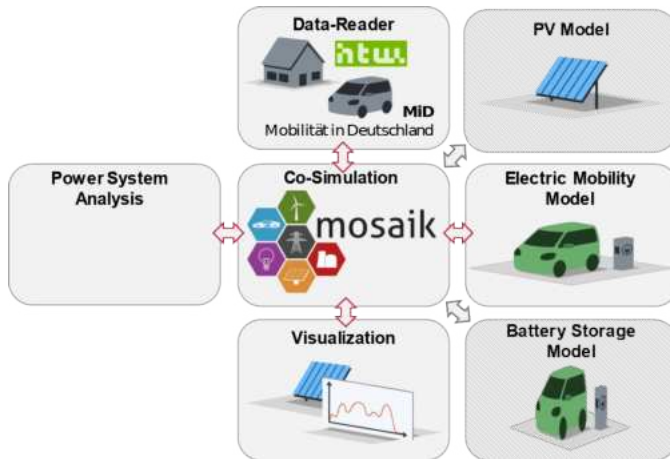 Data-Reader
htw.
MiD
Mobilität in Deutschland
PV Model
Power System
Analysis
Co-Simulation
mosaik
Electric Mobility
Model
Visualization
Battery Storage
Model